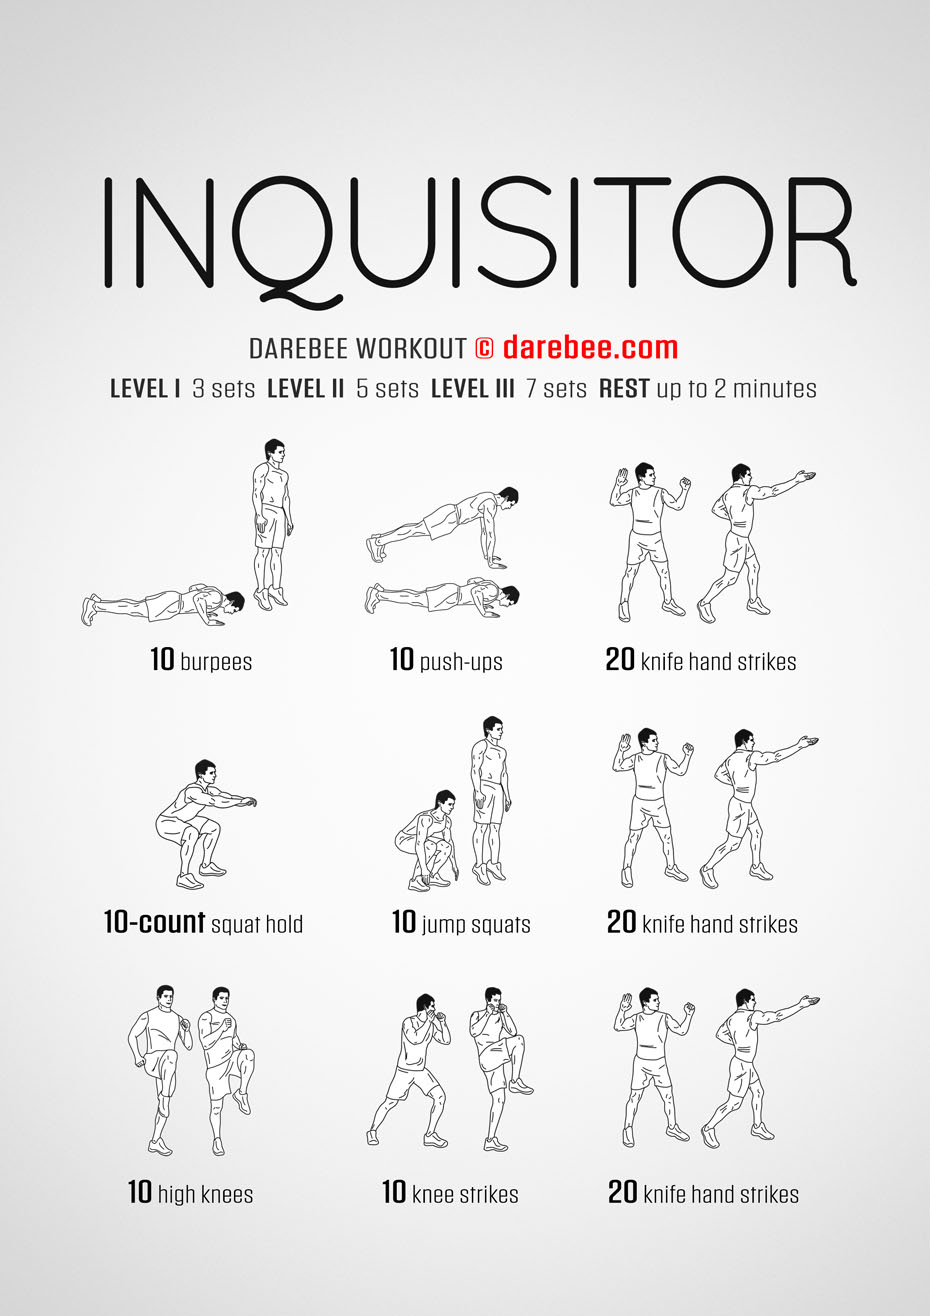 INQUISITOR
DAREBEE WORKOUT © darebee.com
LEVEL I 3 sets LEVEL II 5 sets LEVEL III 7 sets REST up to 2 minutes
10 burpees
10 push-ups
20 knife hand strikes
10-count squat hold
10 jump squats
20 knife hand strikes
10 high knees
10 knee strikes
20 knife hand strikes